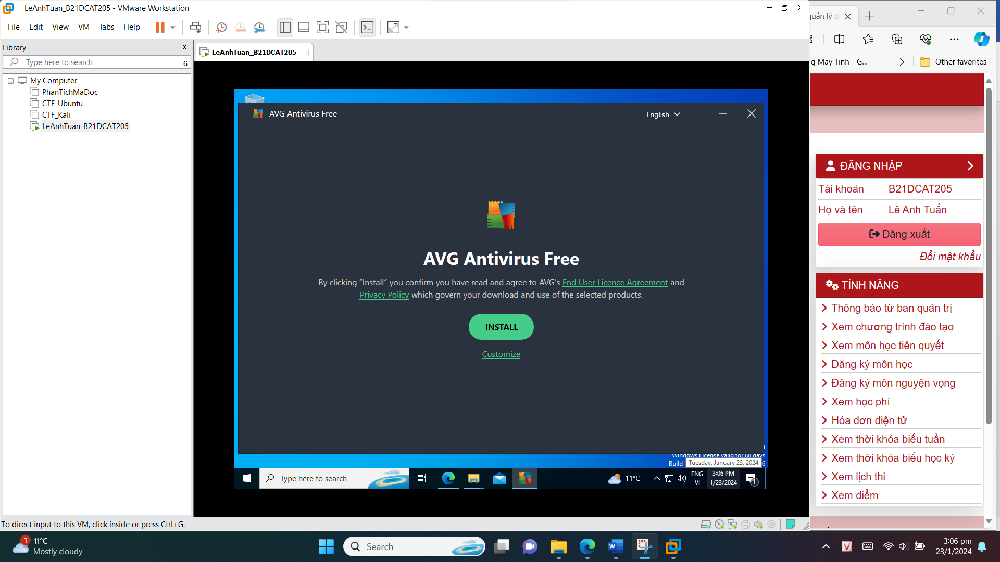 LeAnhTuan_B21DCAT205 - VMware Workstation
File Edit View VM Tabs Help
Library
Type here to search
6
My Computer
PhanTichMaDoc
CTF_Ubuntu
CTF_Kali
LeAnhTuan_B21DCAT205
LeAnhTuan_B21DCAT205
AVG Antivirus Free
English
AVG Antivirus Free
By clicking “Install” you confirm you have read and agree to AVG’s End User Licence Agreement and
Privacy Policy which govern your download and use of the selected products.
INSTALL
Customize
Windows License valid for 88 days
Build
Tuesday, January 23, 2024
6
Type here to search
11°C
ENG
VI
3:06 PM
1/23/2024
1
To direct input to this VM, click inside or press Ctrl+G.
quản lý đ
ng May Tinh - G...
Other favorites
ĐĂNG NHẬP
Tài khoản B21DCAT205
Họ và tên Lê Anh Tuấn
Đăng xuất
Đổi mật khẩu
TÍNH NĂNG
Thông báo từ ban quản trị
Xem chương trình đào tạo
Xem môn học tiên quyết
Đăng ký môn học
Đăng ký môn nguyện vọng
Xem học phí
Hóa đơn điện tử
Xem thời khóa biểu tuần
Xem thời khóa biểu học kỳ
Xem lịch thi
Xem điểm
1
11°C
Mostly cloudy
Search
3:06 pm
23/1/2024